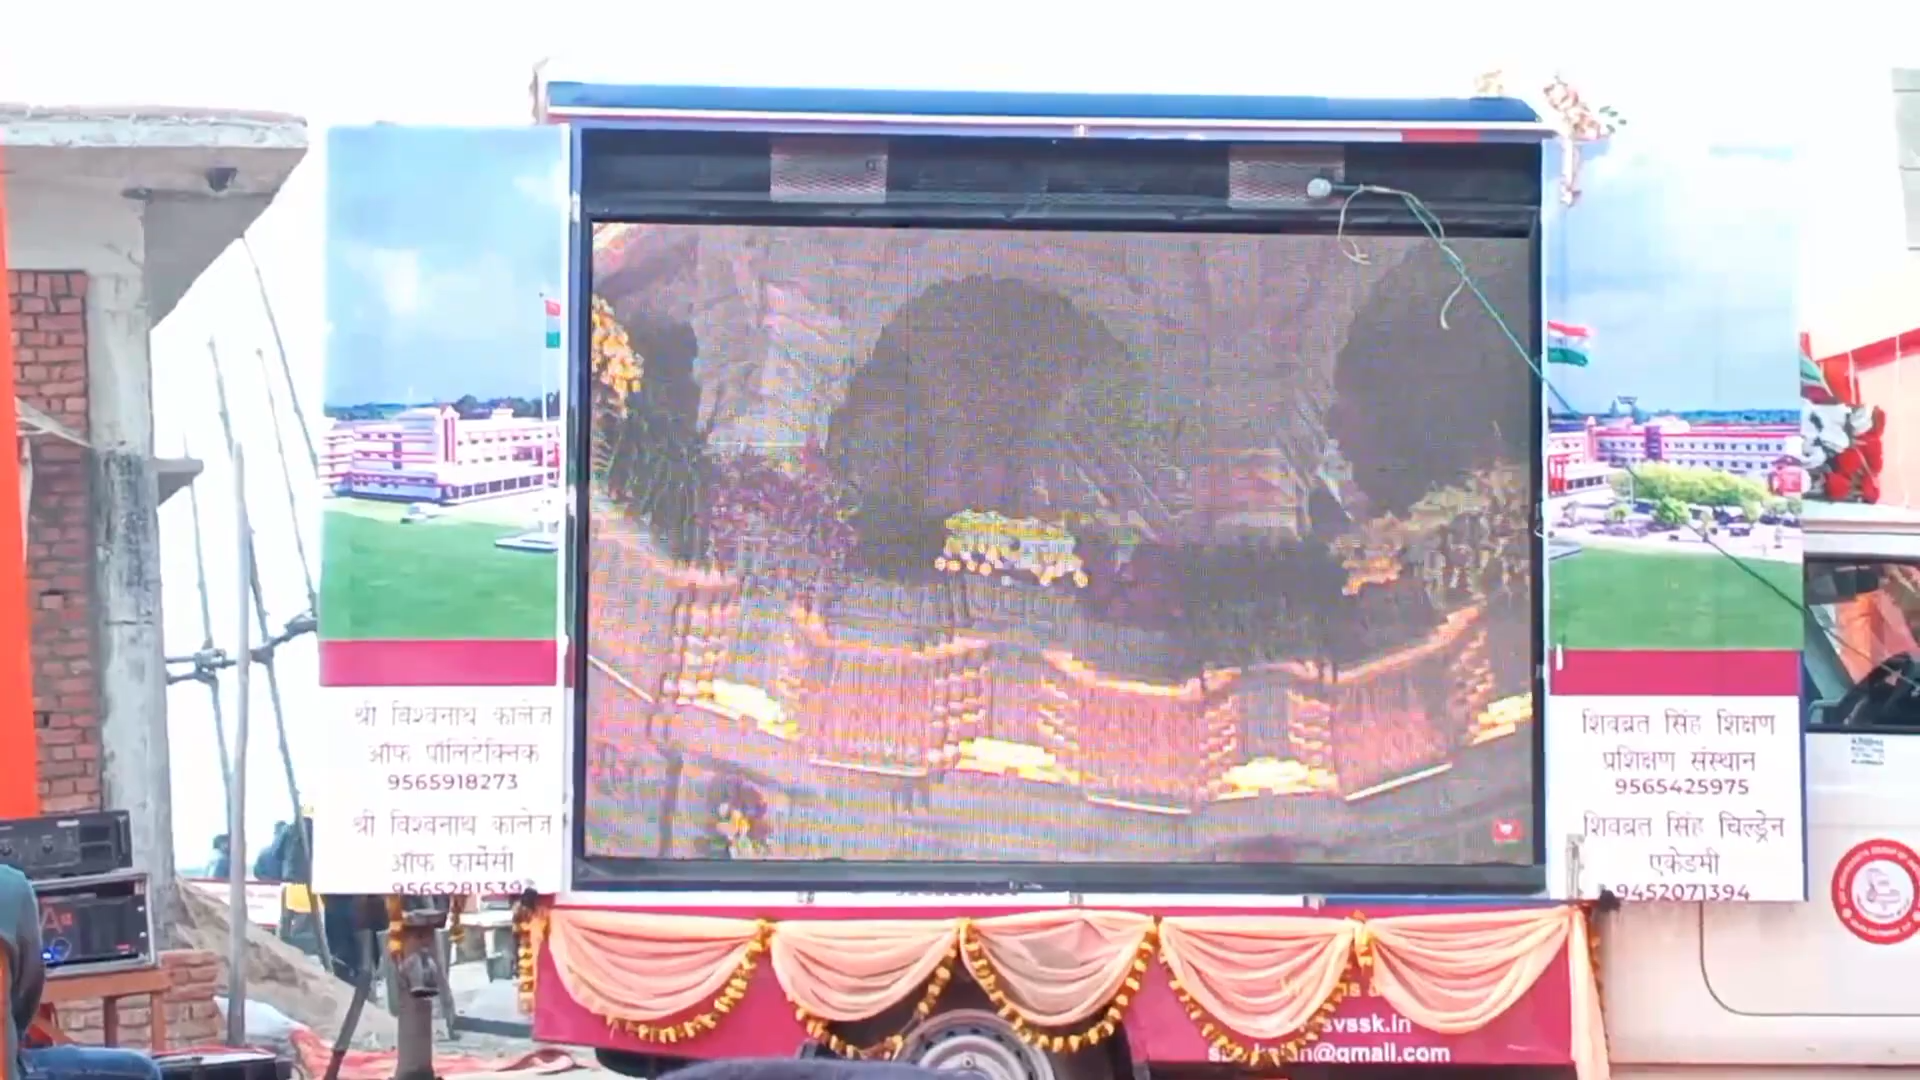 श्री विश्वनाथ कालेज
ऑफ पॉलिटेक्निक
9565918273
श्री विश्वनाथ कालेज
ऑफ फार्मेसी
9565281539
शिवब्रत सिंह शिक्षण
प्रशिक्षण संस्थान
9565425975
शिवब्रत सिंह चिल्ड्रेन
एकेडमी
9452071394
svssk.in
@gmail.com